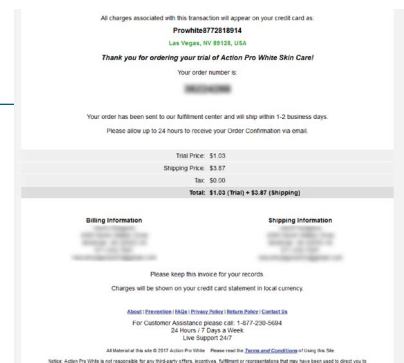 All charges associated with this transaction will appear on your credit card as:
Prowhite8772818914
Las Vegas, NV 89128, USA
Thank you for ordering your trial of Action Pro White Skin Care!
Your order number is:
Your order has been sent to our fulfillment center and will ship within 1-2 business days.
Please allow up to 24 hours to receive your Order Confirmation via email.
Trial Price: $1.03
Shipping Price: $3.87
Tax: $0.00
Total: $1.03 (Trial) + $3.87 (Shipping)
Billing Information
Shipping Information
Please keep this invoice for your records.
Charges will be shown on your credit card statement in local currency.
About | Prevention | FAQs | Privacy Policy | Return Policy | Contact Us
For Customer Assistance please call: 1-877-230-5694
24 Hours / 7 Days a Week
Live Support 24/7
All Material at this site © 2017 Action Pro White Please read the Terms and Conditions of Using this Site.
Notice: Action Pro White is not responsible for any third-party offers, incentives, fulfillment or representations that may have been used to direct you to